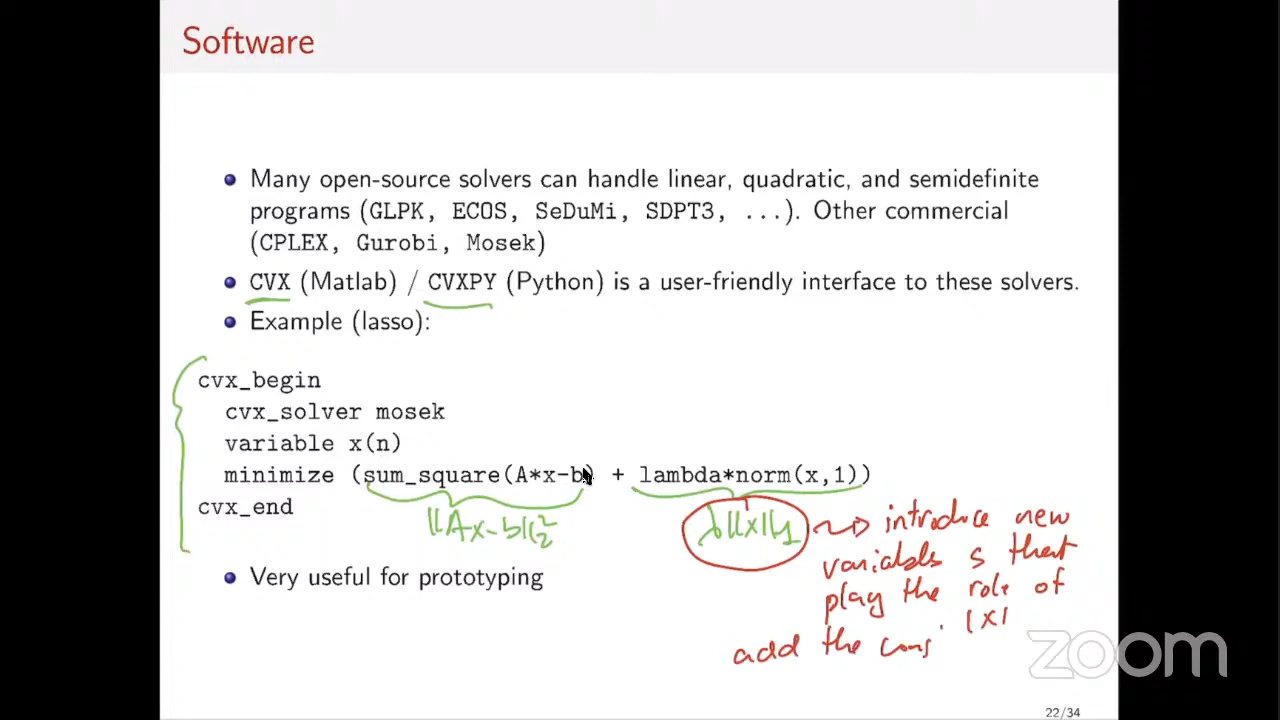 Software
• Many open-source solvers can handle linear, quadratic, and semidefinite
programs (GLPK, ECOS, SeDuMi, SDPT3, ...). Other commercial
(CPLEX, Gurobi, Mosek)
• CVX (Matlab) / CVXPY (Python) is a user-friendly interface to these solvers.
• Example (lasso):
cvx_begin
cvx_solver mosek
variable x(n)
minimize (sum_square(A*x-b) + lambda*norm(x,1))
cvx_end
||Ax-b||₂²
λ||x||₁ ⇝ introduce new
variables s that
play the role of
|x|
add the cons
• Very useful for prototyping
zoom
22/34